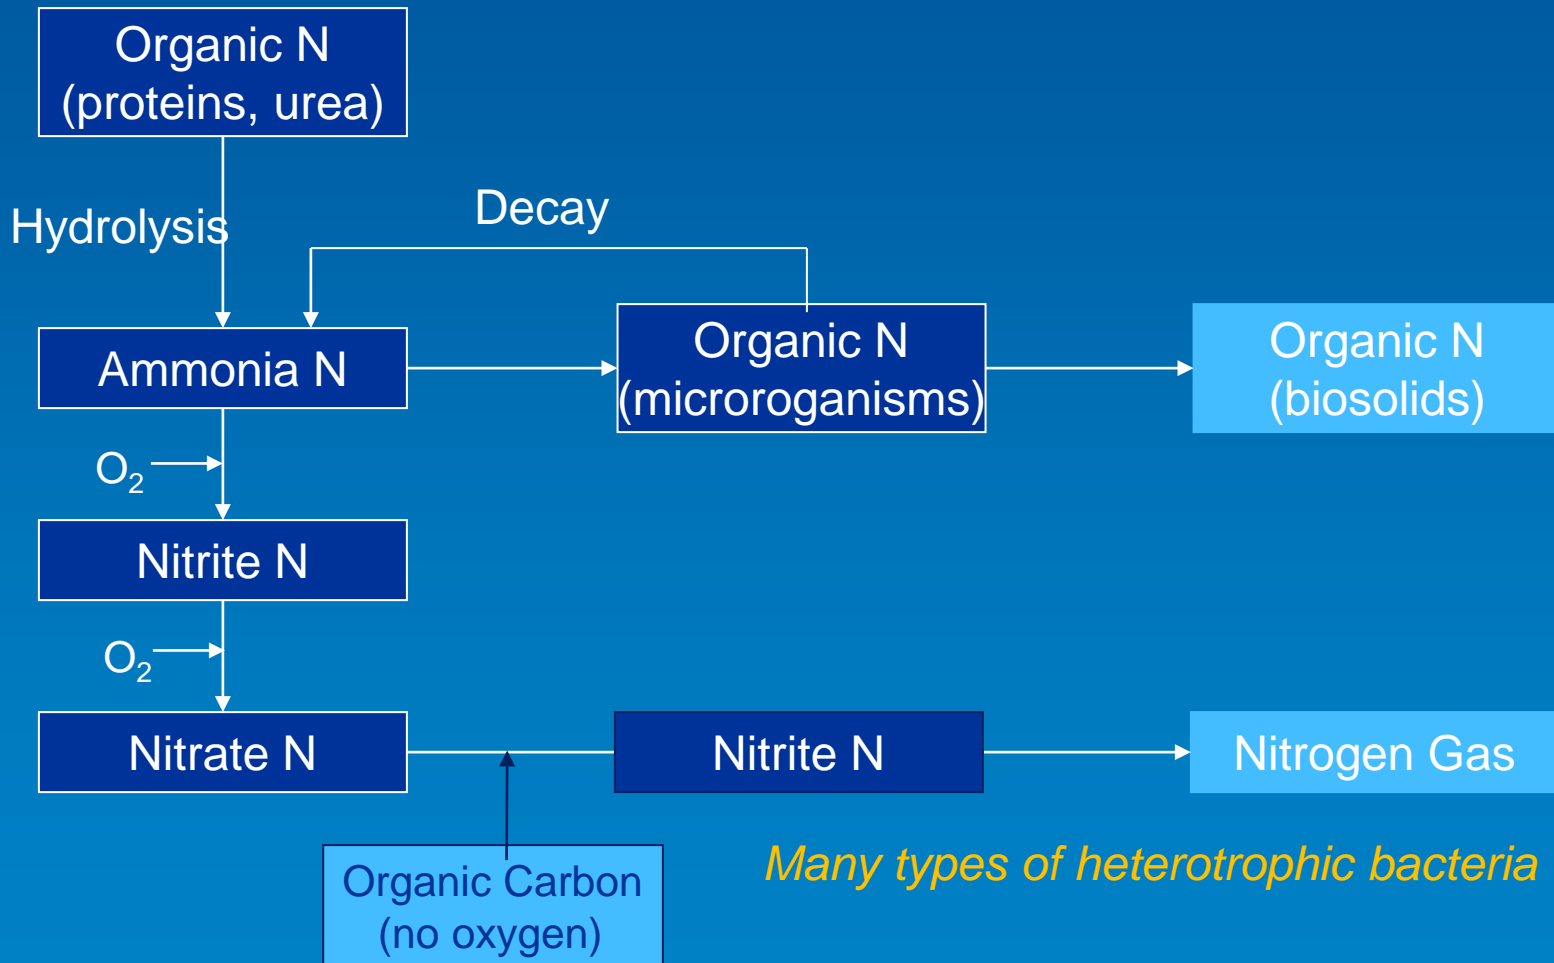 Organic N
(proteins, urea)
Hydrolysis
Decay
Ammonia N
Organic N
(microroganisms)
Organic N
(biosolids)
O₂
Nitrite N
O₂
Nitrate N
Nitrite N
Nitrogen Gas
Organic Carbon
(no oxygen)
Many types of heterotrophic bacteria